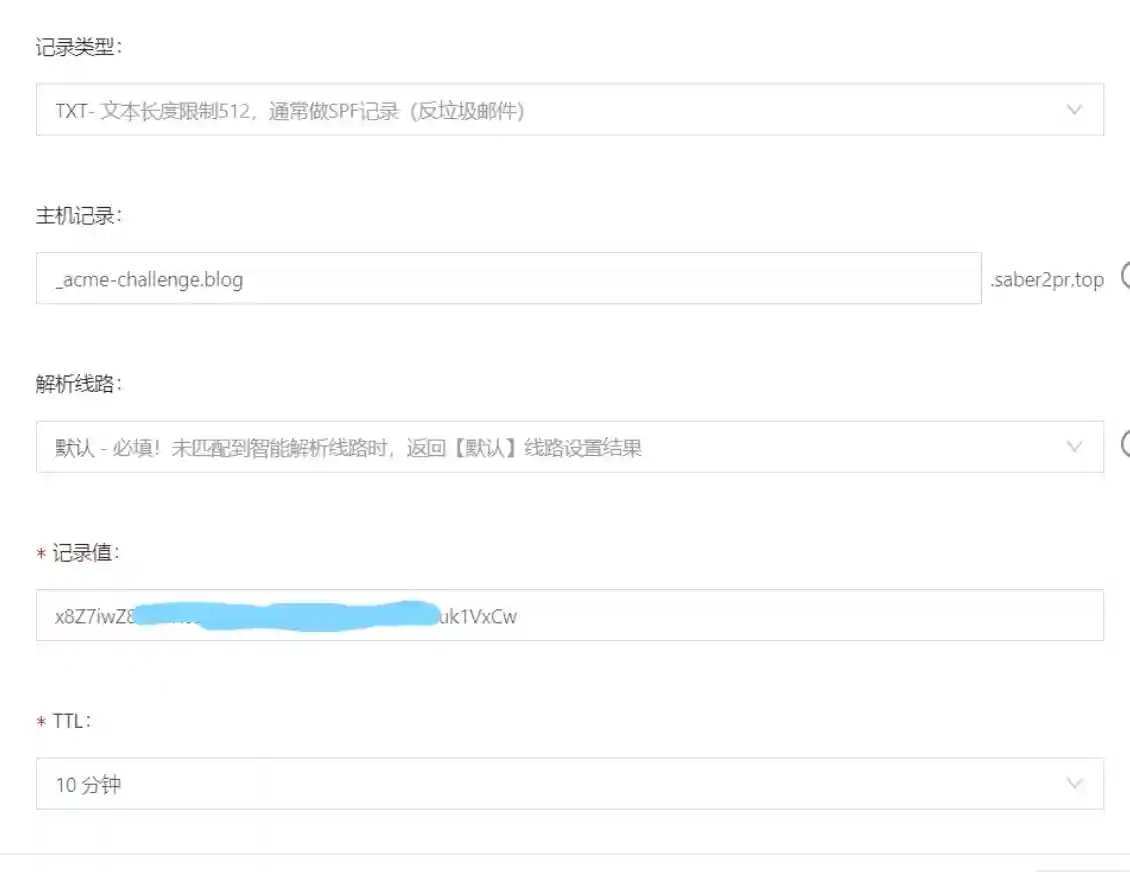 记录类型：
TXT- 文本长度限制512，通常做SPF记录（反垃圾邮件）
主机记录：
_acme-challenge.blog .saber2pr.top
解析线路：
默认 - 必填！未匹配到智能解析线路时，返回【默认】线路设置结果
* 记录值：
x8Z7iwZ8 uk1VxCw
* TTL：
10 分钟